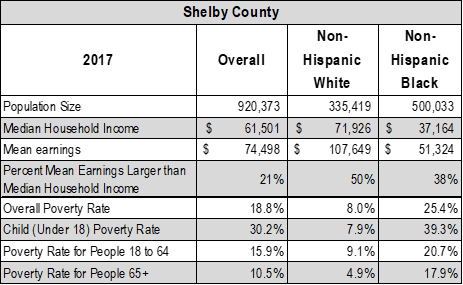 Shelby County
2017 Overall Non-Hispanic White Non-Hispanic Black
Population Size 920,373 335,419 500,033
Median Household Income $ 61,501 $ 71,926 $ 37,164
Mean earnings $ 74,498 $ 107,649 $ 51,324
Percent Mean Earnings Larger than Median Household Income 21% 50% 38%
Overall Poverty Rate 18.8% 8.0% 25.4%
Child (Under 18) Poverty Rate 30.2% 7.9% 39.3%
Poverty Rate for People 18 to 64 15.9% 9.1% 20.7%
Poverty Rate for People 65+ 10.5% 4.9% 17.9%